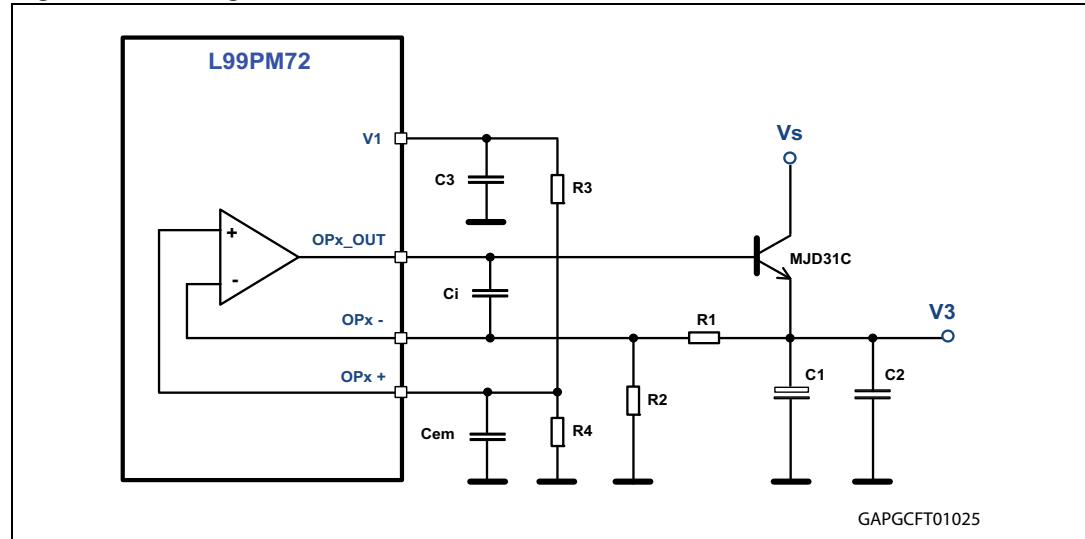 L99PM72
V1
Vs
C3
R3
+
OPx_OUT
MJD31C
-
Ci
OPx -
R1
V3
OPx +
C1
C2
R2
Cem
R4
GAPGCFT01025